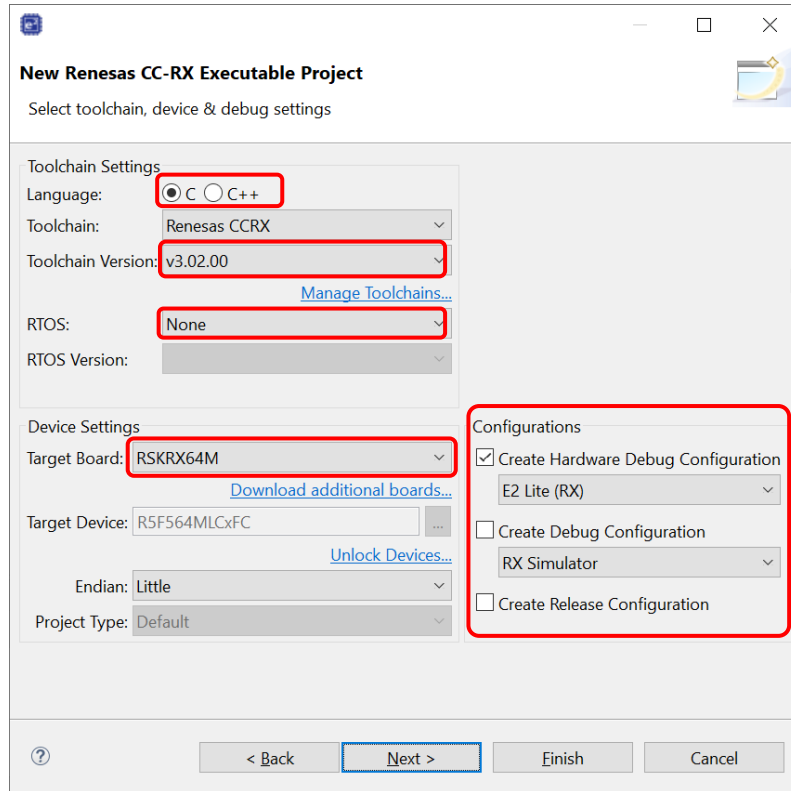 New Renesas CC-RX Executable Project
Select toolchain, device & debug settings
Toolchain Settings
Language: C C++
Toolchain: Renesas CCRX
Toolchain Version: v3.02.00
Manage Toolchains...
RTOS: None
RTOS Version:
Device Settings
Target Board: RSKRX64M
Download additional boards...
Target Device: R5F564MLCxFC ...
Unlock Devices...
Endian: Little
Project Type: Default
Configurations
Create Hardware Debug Configuration
E2 Lite (RX)
Create Debug Configuration
RX Simulator
Create Release Configuration
? < Back Next > Finish Cancel